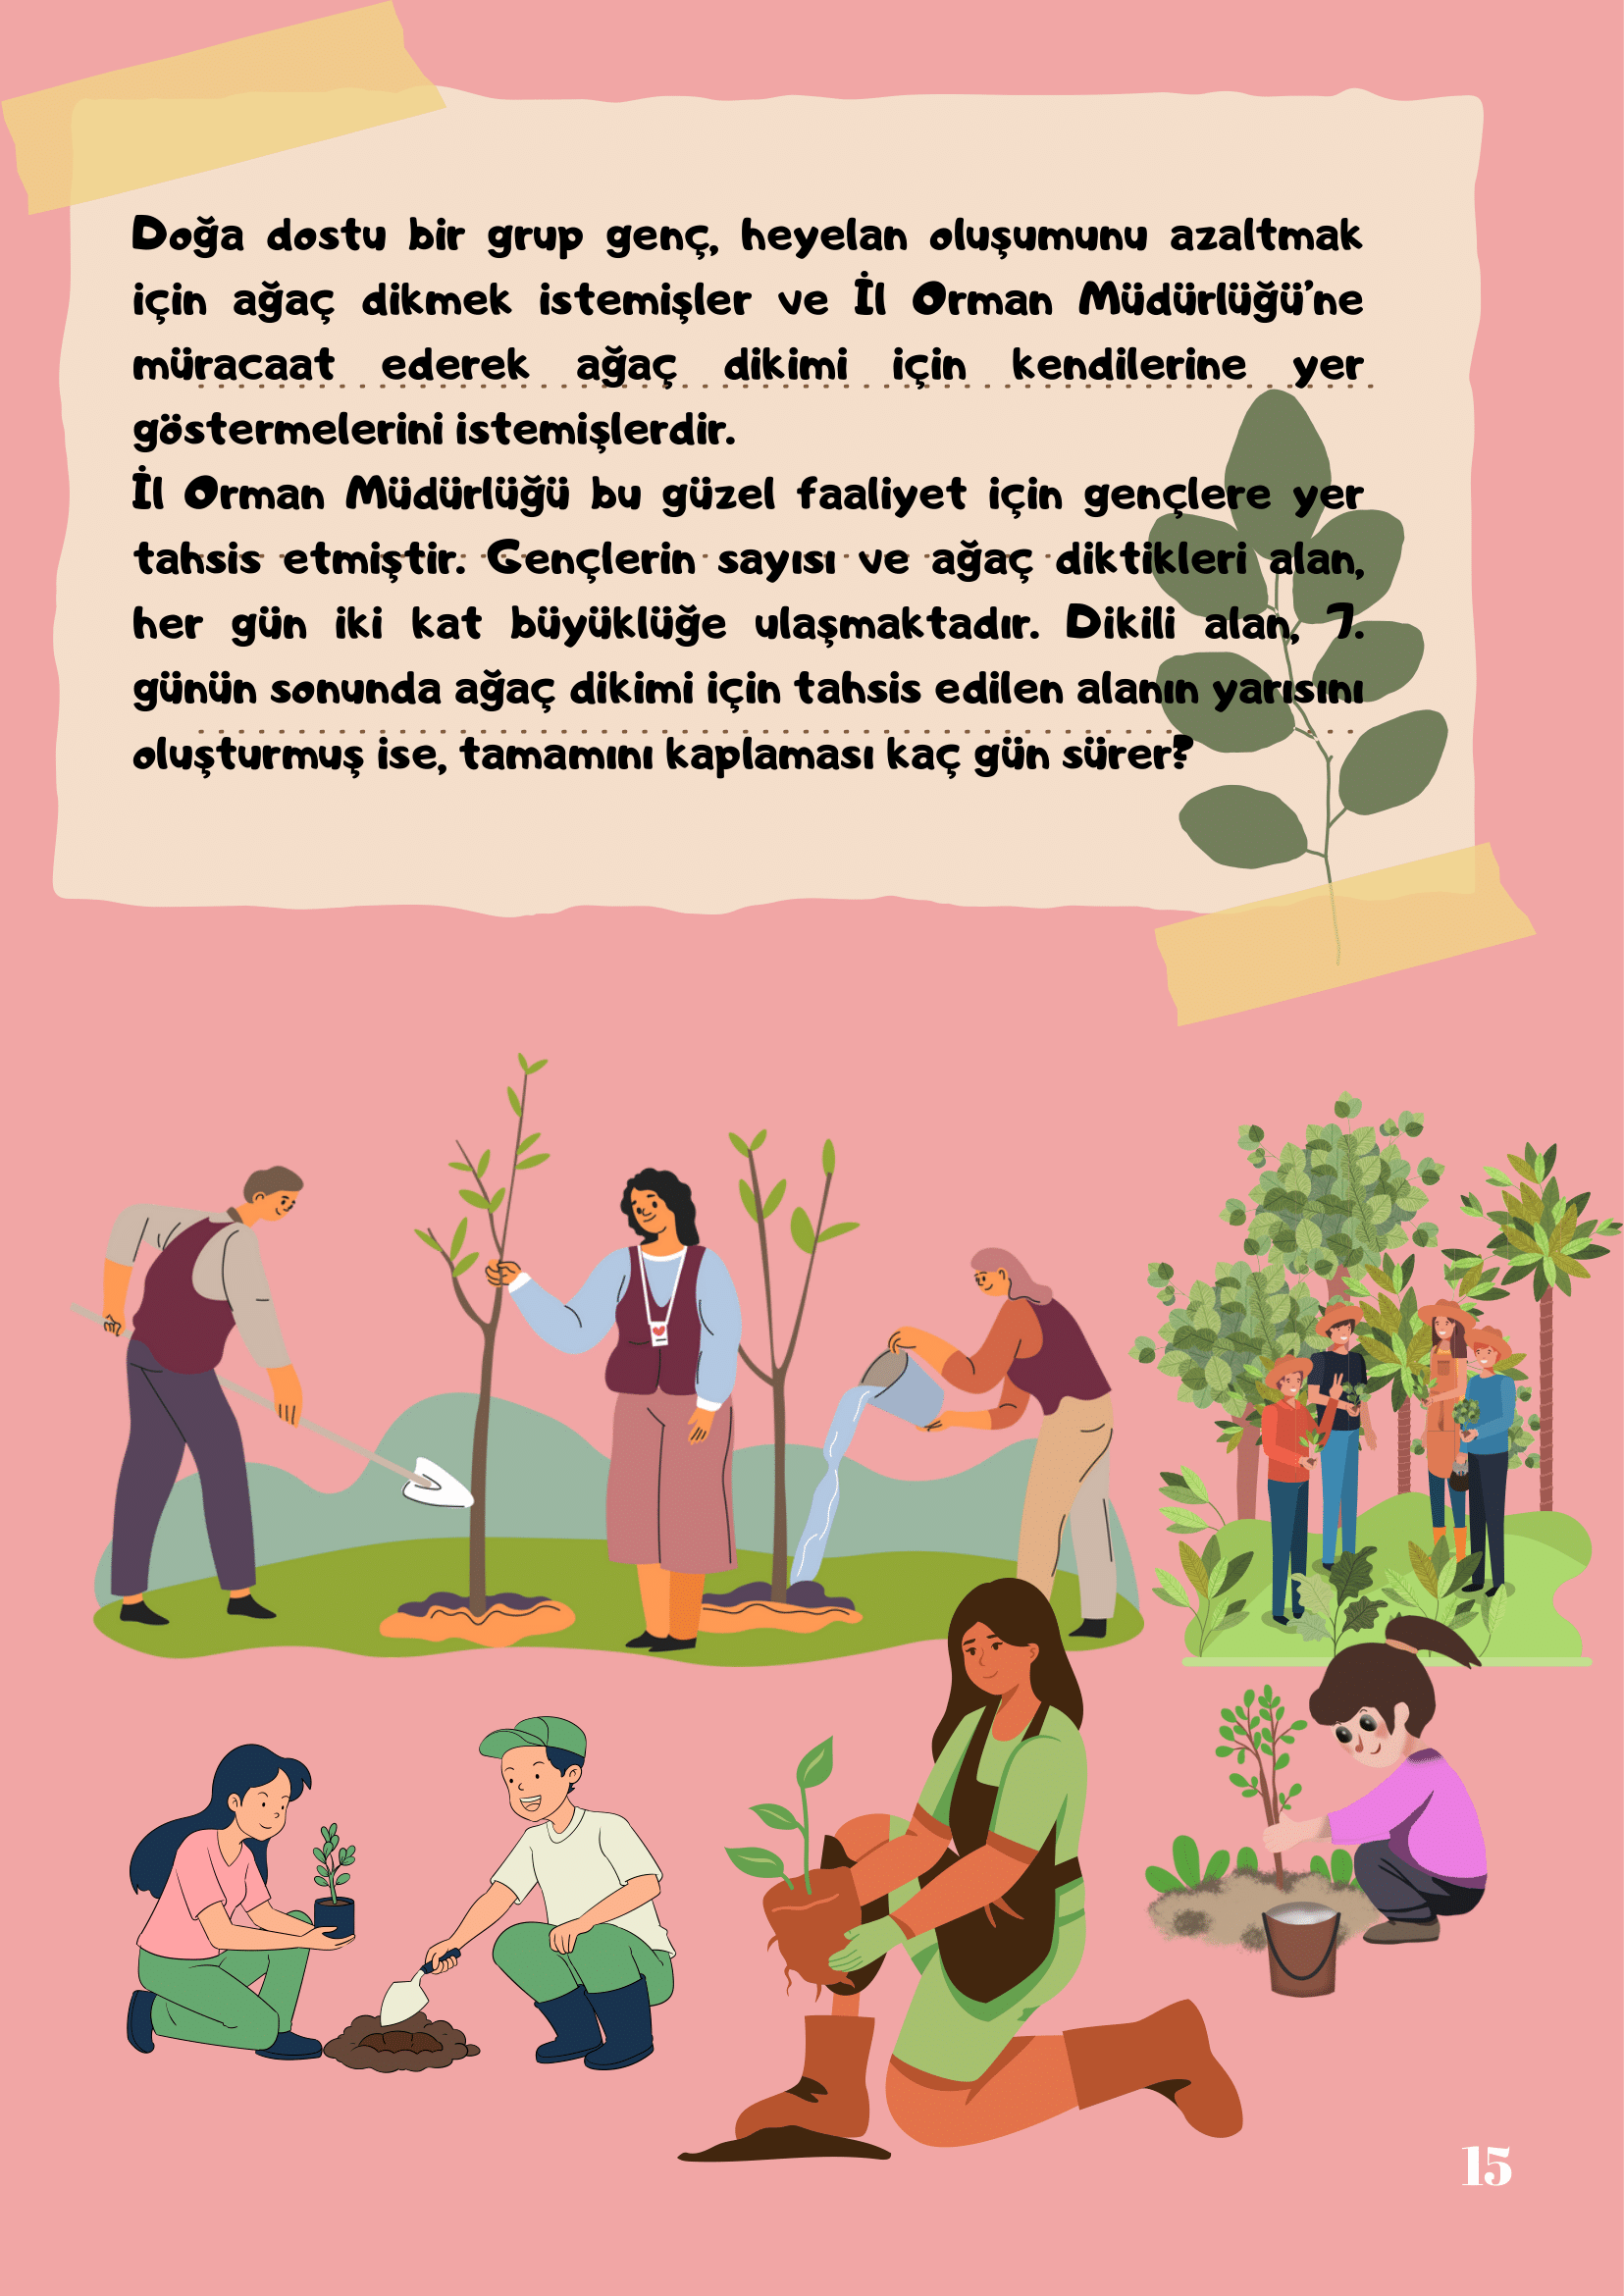 Doğa dostu bir grup genç, heyelan oluşumunu azaltmak
için ağaç dikmek istemişler ve İl Orman Müdürlüğü'ne
müracaat ederek ağaç dikimi için kendilerine yer
göstermelerini istemişlerdir.
İl Orman Müdürlüğü bu güzel faaliyet için gençlere yer
tahsis etmiştir. Gençlerin sayısı ve ağaç diktikleri alan,
her gün iki kat büyüklüğe ulaşmaktadır. Dikili alan, 7.
günün sonunda ağaç dikimi için tahsis edilen alanın yarısını
oluşturmuş ise, tamamını kaplaması kaç gün sürer?
15